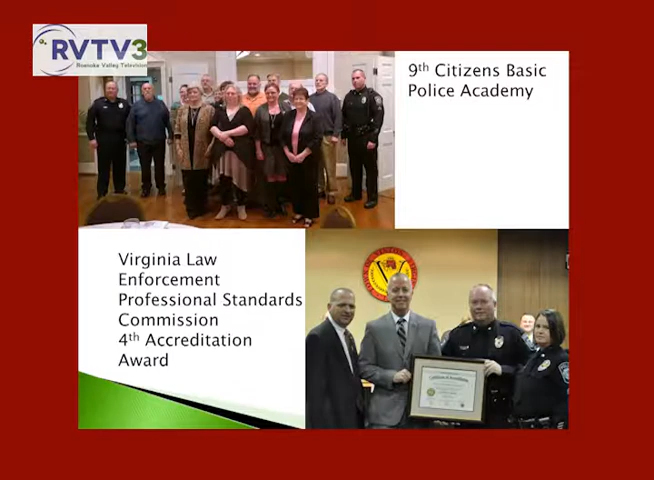 RVTV3
Roanoke Valley Television
9th Citizens Basic
Police Academy
Virginia Law
Enforcement
Professional Standards
Commission
4th Accreditation
Award